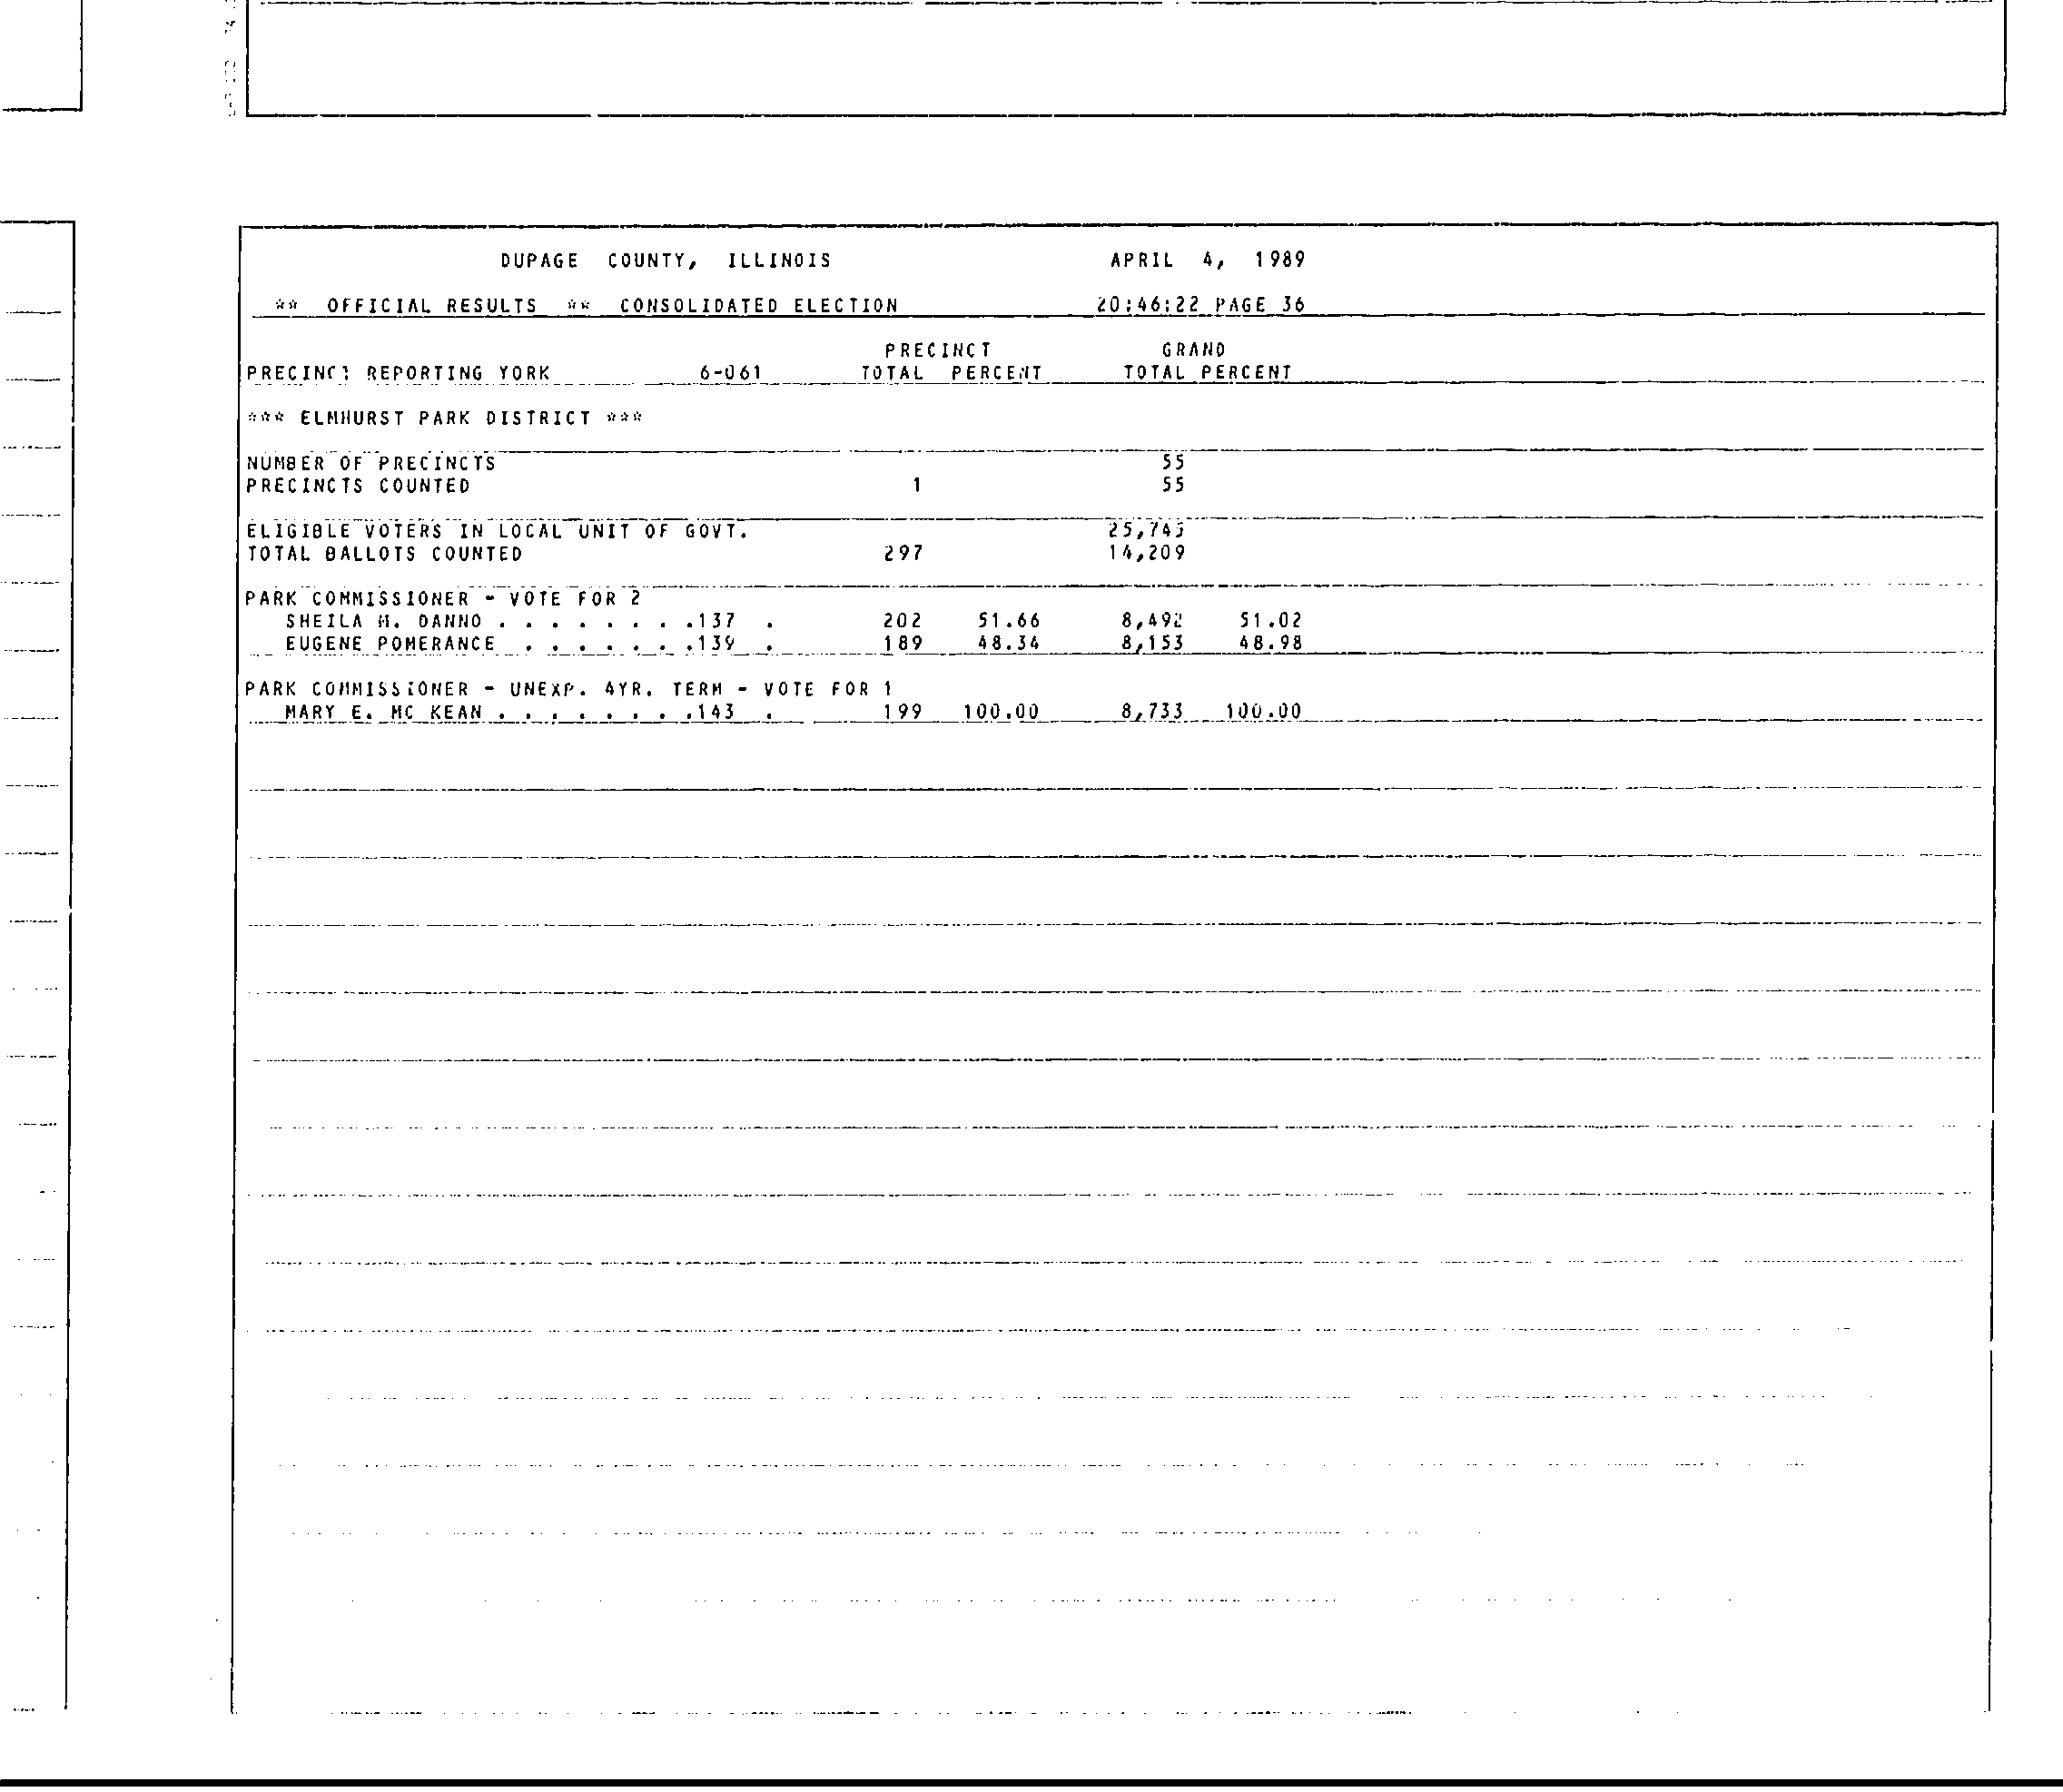 DUPAGE COUNTY, ILLINOIS APRIL 4, 1989
** OFFICIAL RESULTS ** CONSOLIDATED ELECTION 20:46:22 PAGE 36
PRECINCT GRAND
PRECINCT REPORTING YORK 6-061 TOTAL PERCENT TOTAL PERCENT
*** ELMHURST PARK DISTRICT ***
NUMBER OF PRECINCTS 55
PRECINCTS COUNTED 1 55
ELIGIBLE VOTERS IN LOCAL UNIT OF GOVT.
TOTAL BALLOTS COUNTED 297 14,209
PARK COMMISSIONER - VOTE FOR 2
SHEILA M. DANNO . . . . . . . .137 . 202 51.66 8,492 51.02
EUGENE POMERANCE . . . . . . .139 . 189 48.34 8,153 48.98
PARK COMMISSIONER - UNEXP. 4YR. TERM - VOTE FOR 1
MARY E. MC KEAN . . . . . . . .143 . 199 100.00 8,733 100.00